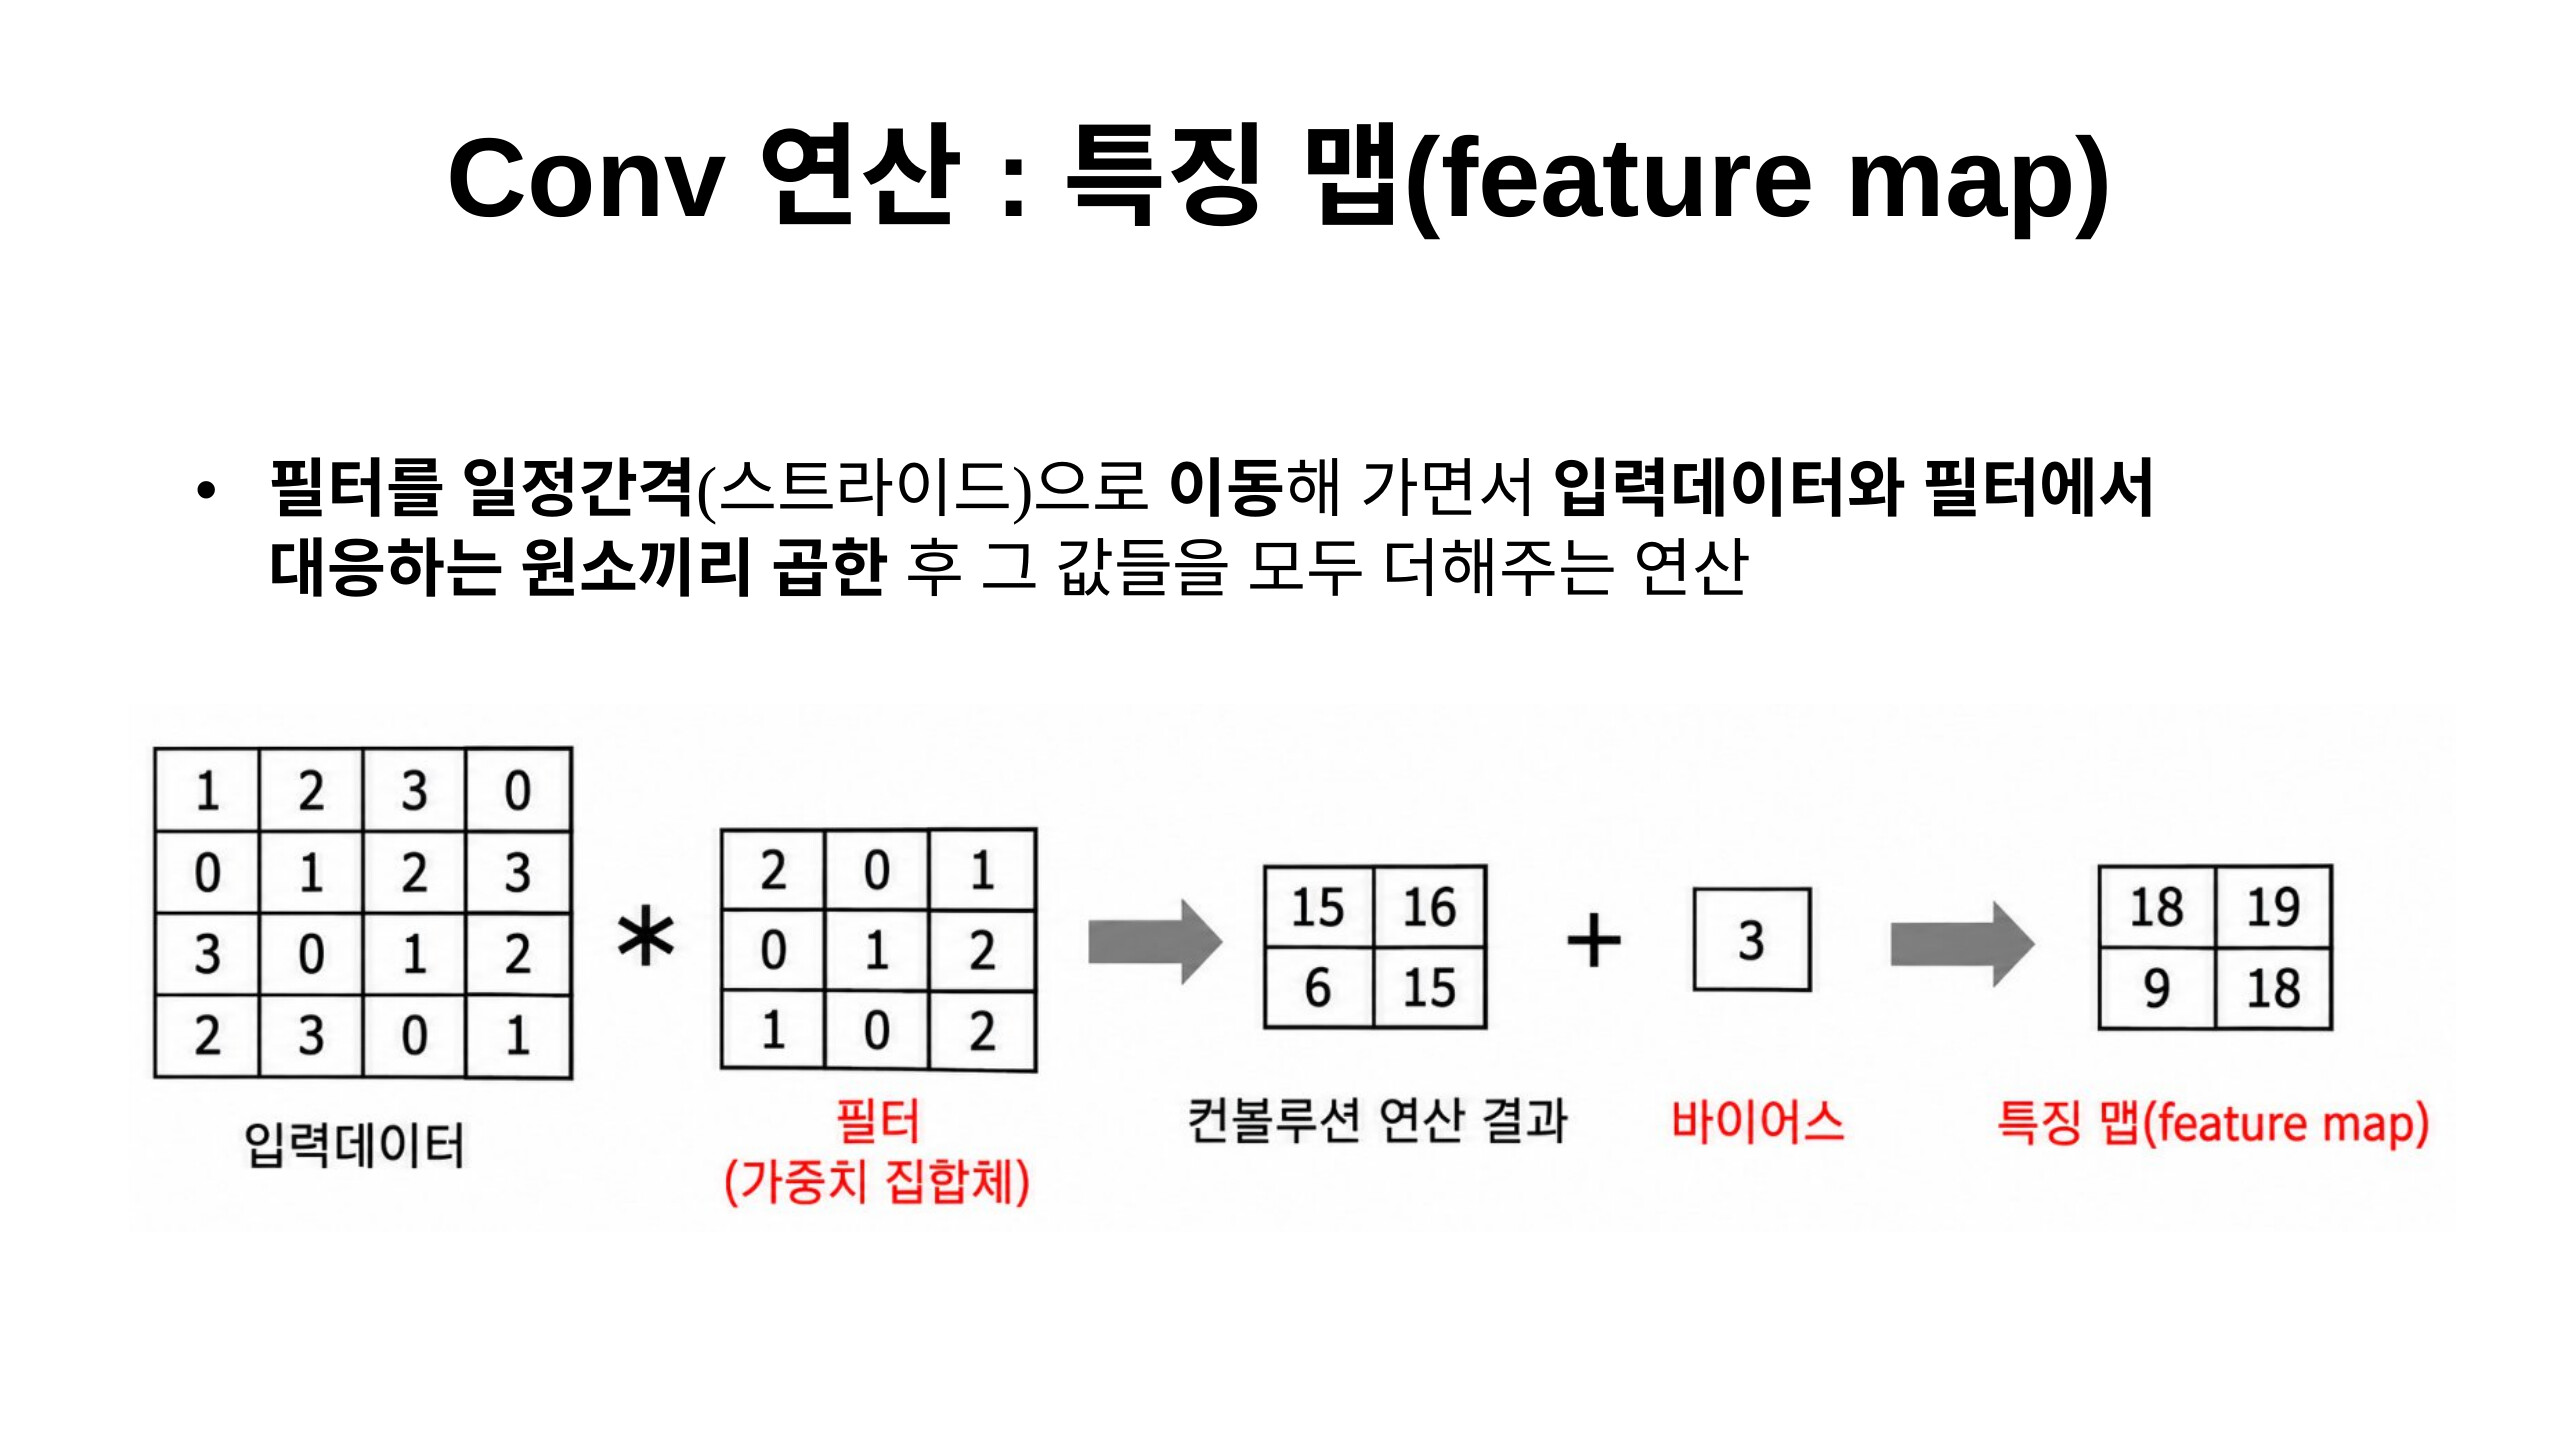 Conv 연산 : 특징 맵(feature map)
• 필터를 일정간격(스트라이드)으로 이동해 가면서 입력데이터와 필터에서
대응하는 원소끼리 곱한 후 그 값들을 모두 더해주는 연산
1 2 3 0
0 1 2 3
3 0 1 2
2 3 0 1
입력데이터
*
2 0 1
0 1 2
1 0 2
필터
(가중치 집합체)
15 16
6 15
컨볼루션 연산 결과
+
3
바이어스
18 19
9 18
특징 맵(feature map)